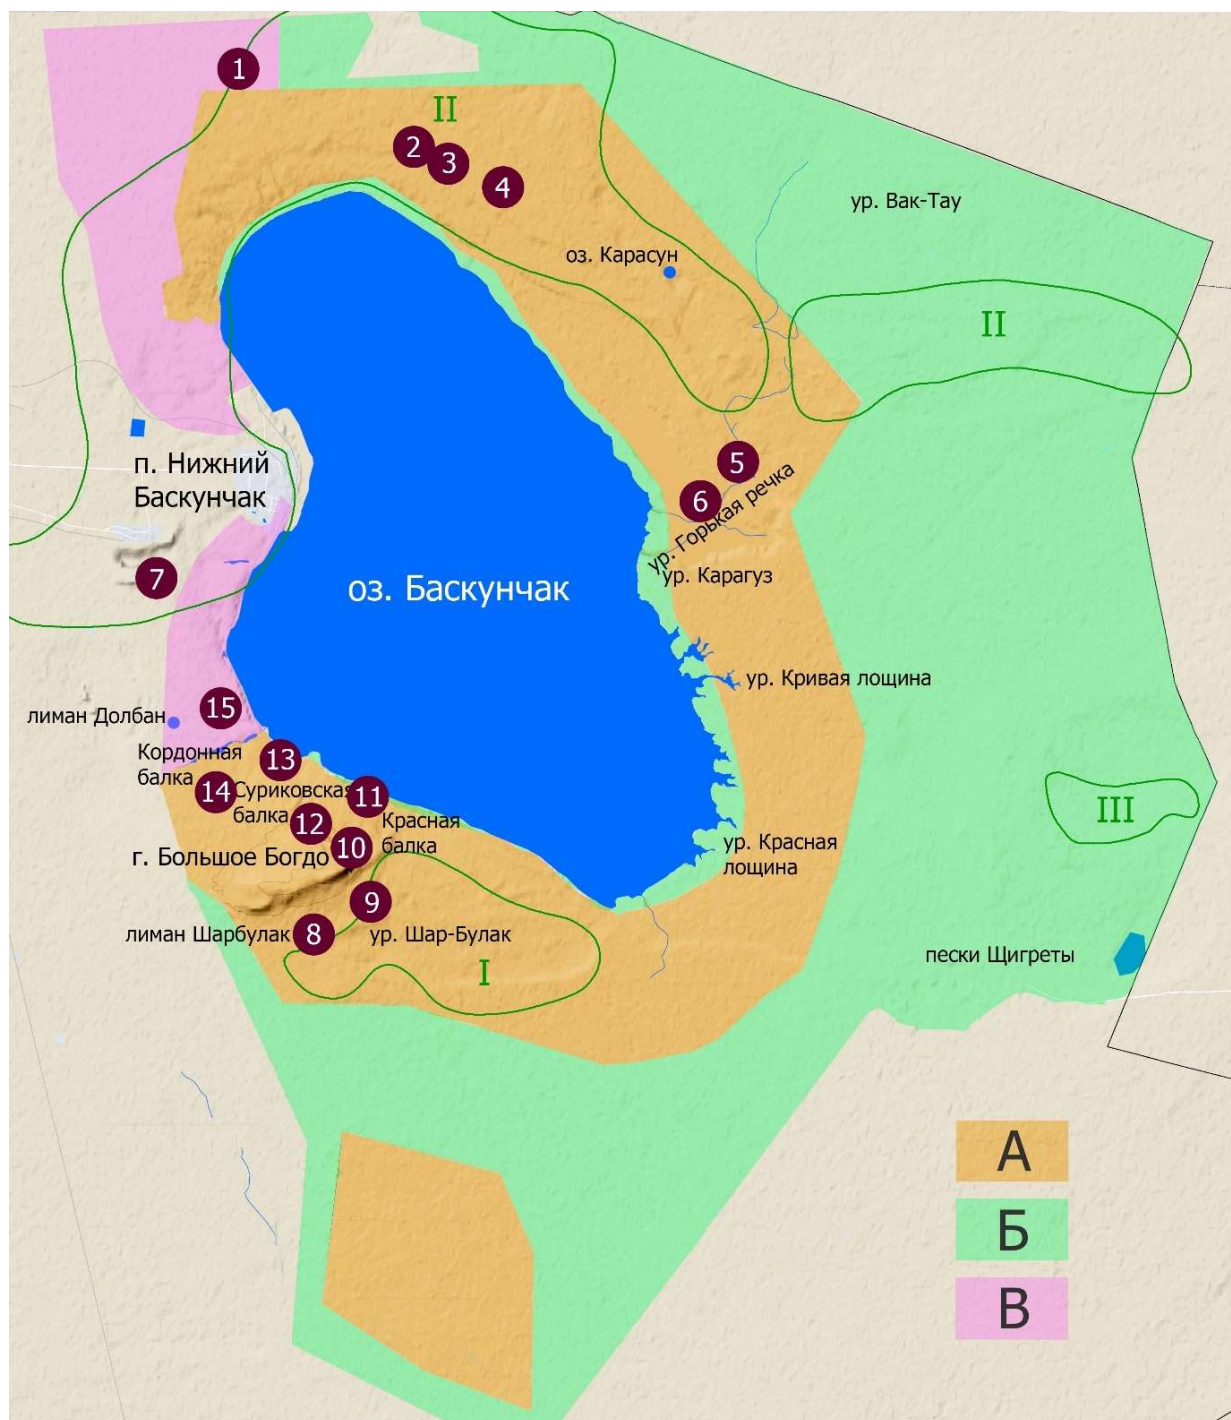 1
II
2
3
4
ур. Вак-Тау
оз. Карасун
II
5
п. Нижний
Баскунчак
6
ур. Горькая речка
7
оз. Баскунчак
ур. Карагуз
ур. Кривая лощина
15
лиман Долбан
Кордонная
балка
13
14
Суриковская
балка
11
12
Красная
балка
10
г. Большое Богдо
III
ур. Красная
лощина
9
лиман Шарбулак
8
ур. Шар-Булак
I
пески Щигреты
А
Б
В